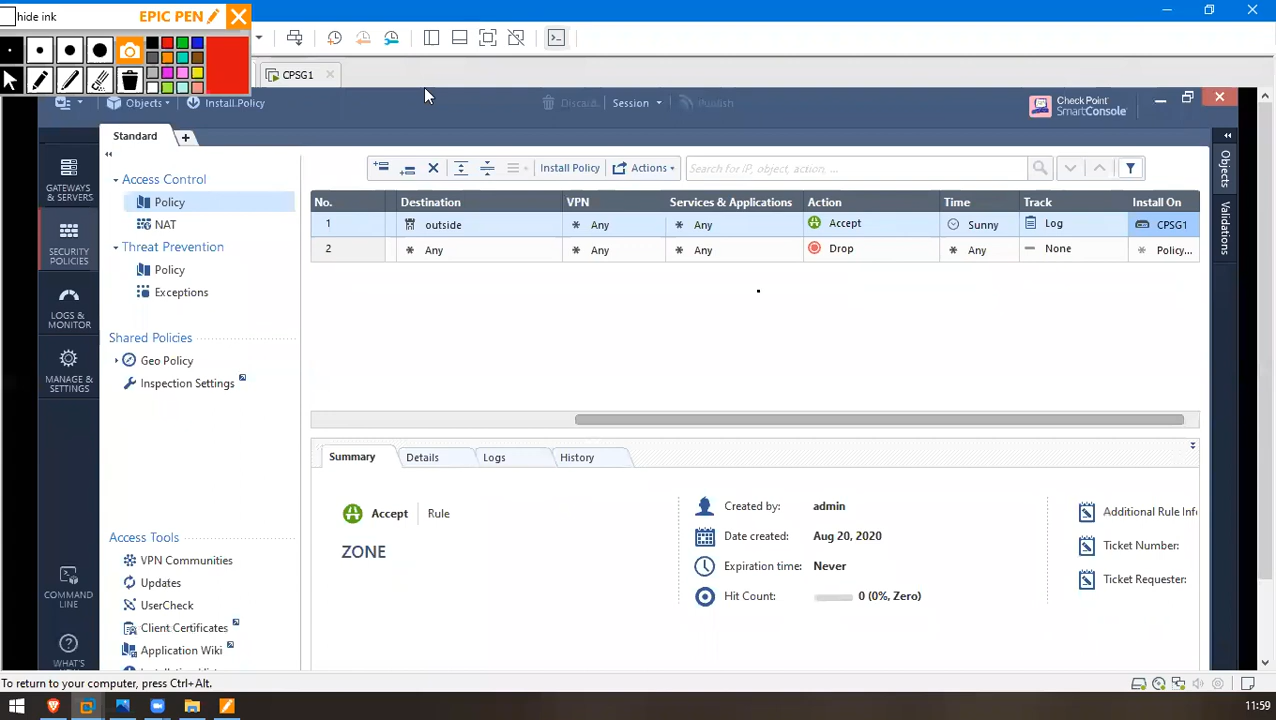 hide ink
EPIC PEN
CPSG1
Objects
Install Policy
Discard
Session
Publish
Check Point
SmartConsole
Standard
GATEWAYS
& SERVERS
SECURITY
POLICIES
LOGS &
MONITOR
MANAGE &
SETTINGS
COMMAND
LINE
WHAT'S
Access Control
Policy
NAT
Threat Prevention
Policy
Exceptions
Shared Policies
Geo Policy
Inspection Settings
Access Tools
VPN Communities
Updates
UserCheck
Client Certificates
Application Wiki
Install Policy
Actions
Search for IP, object, action, ...
No. Destination VPN Services & Applications Action Time Track Install On
1 outside Any Any Accept Sunny Log CPSG1
2 Any Any Any Drop Any None Policy...
Summary Details Logs History
Accept Rule
ZONE
Created by: admin
Date created: Aug 20, 2020
Expiration time: Never
Hit Count: 0 (0%, Zero)
Additional Rule Info
Ticket Number:
Ticket Requester:
Objects
Validations
To return to your computer, press Ctrl+Alt.
11:59